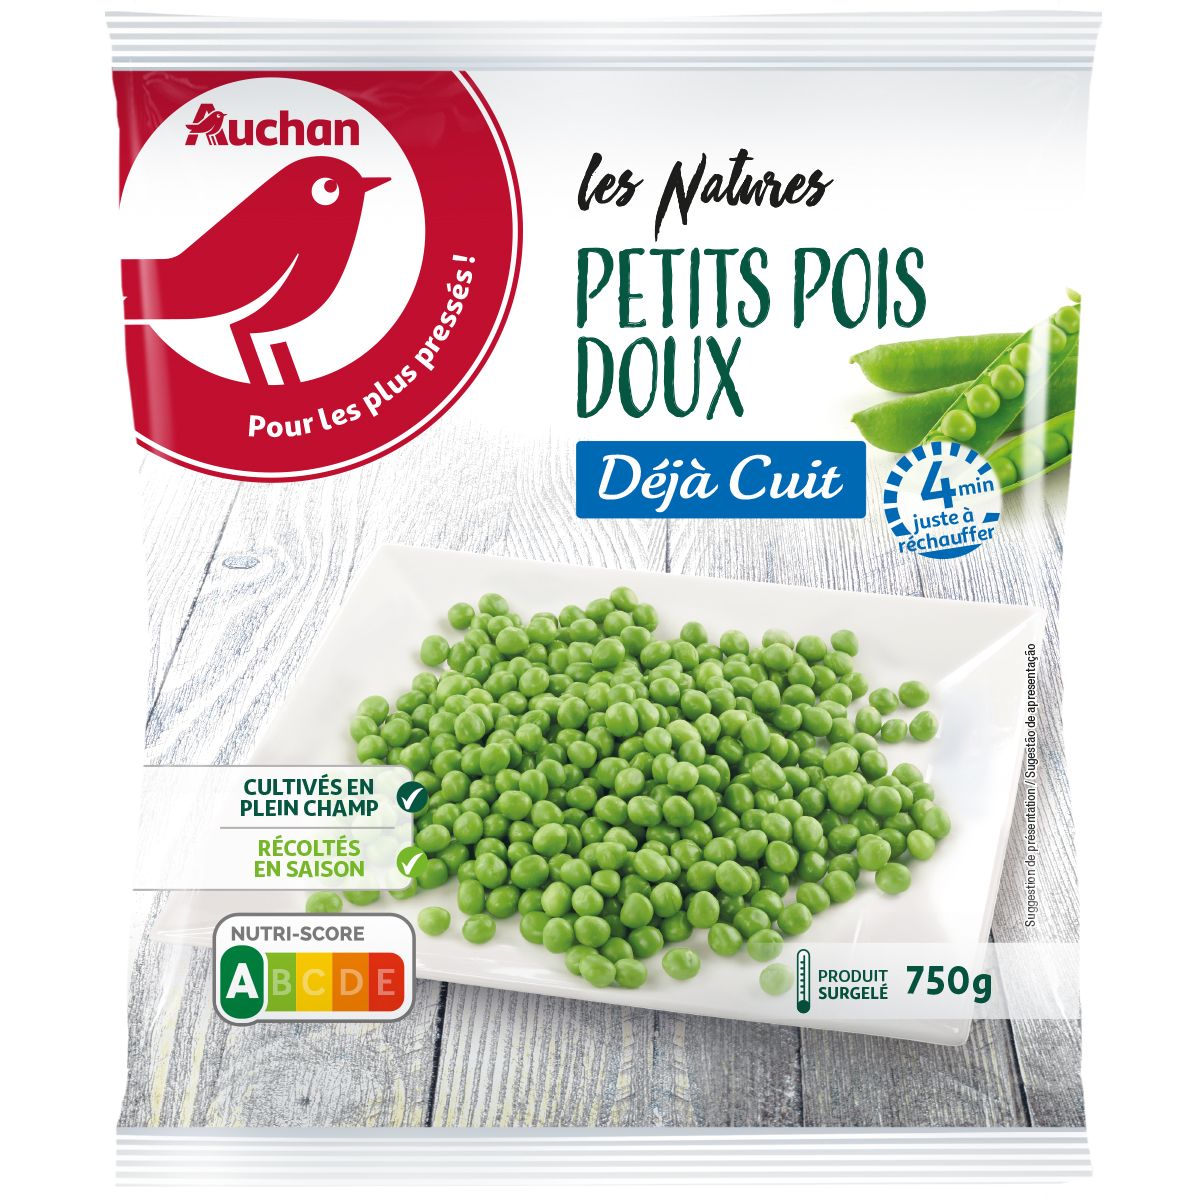 Auchan
Pour les plus pressés !
les Natures
PETITS POIS
DOUX
Déjà Cuit
4 min
juste à
réchauffer
CULTIVÉS EN
PLEIN CHAMP
RÉCOLTÉS
EN SAISON
NUTRI-SCORE
A B C D E
PRODUIT
SURGELÉ
750g
Suggestion de présentation / Sugestão de apresentação